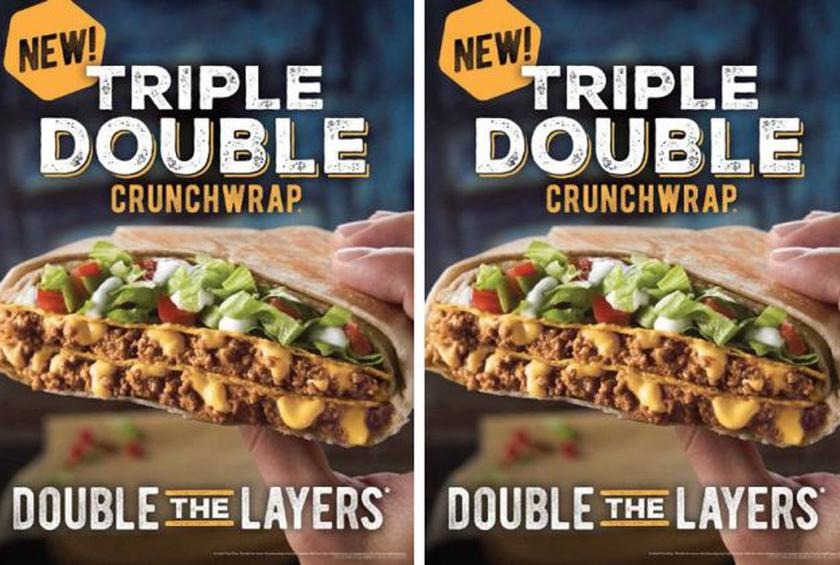 NEW!
TRIPLE
DOUBLE
CRUNCHWRAP.
DOUBLE THE LAYERS*
NEW!
TRIPLE
DOUBLE
CRUNCHWRAP.
DOUBLE THE LAYERS*